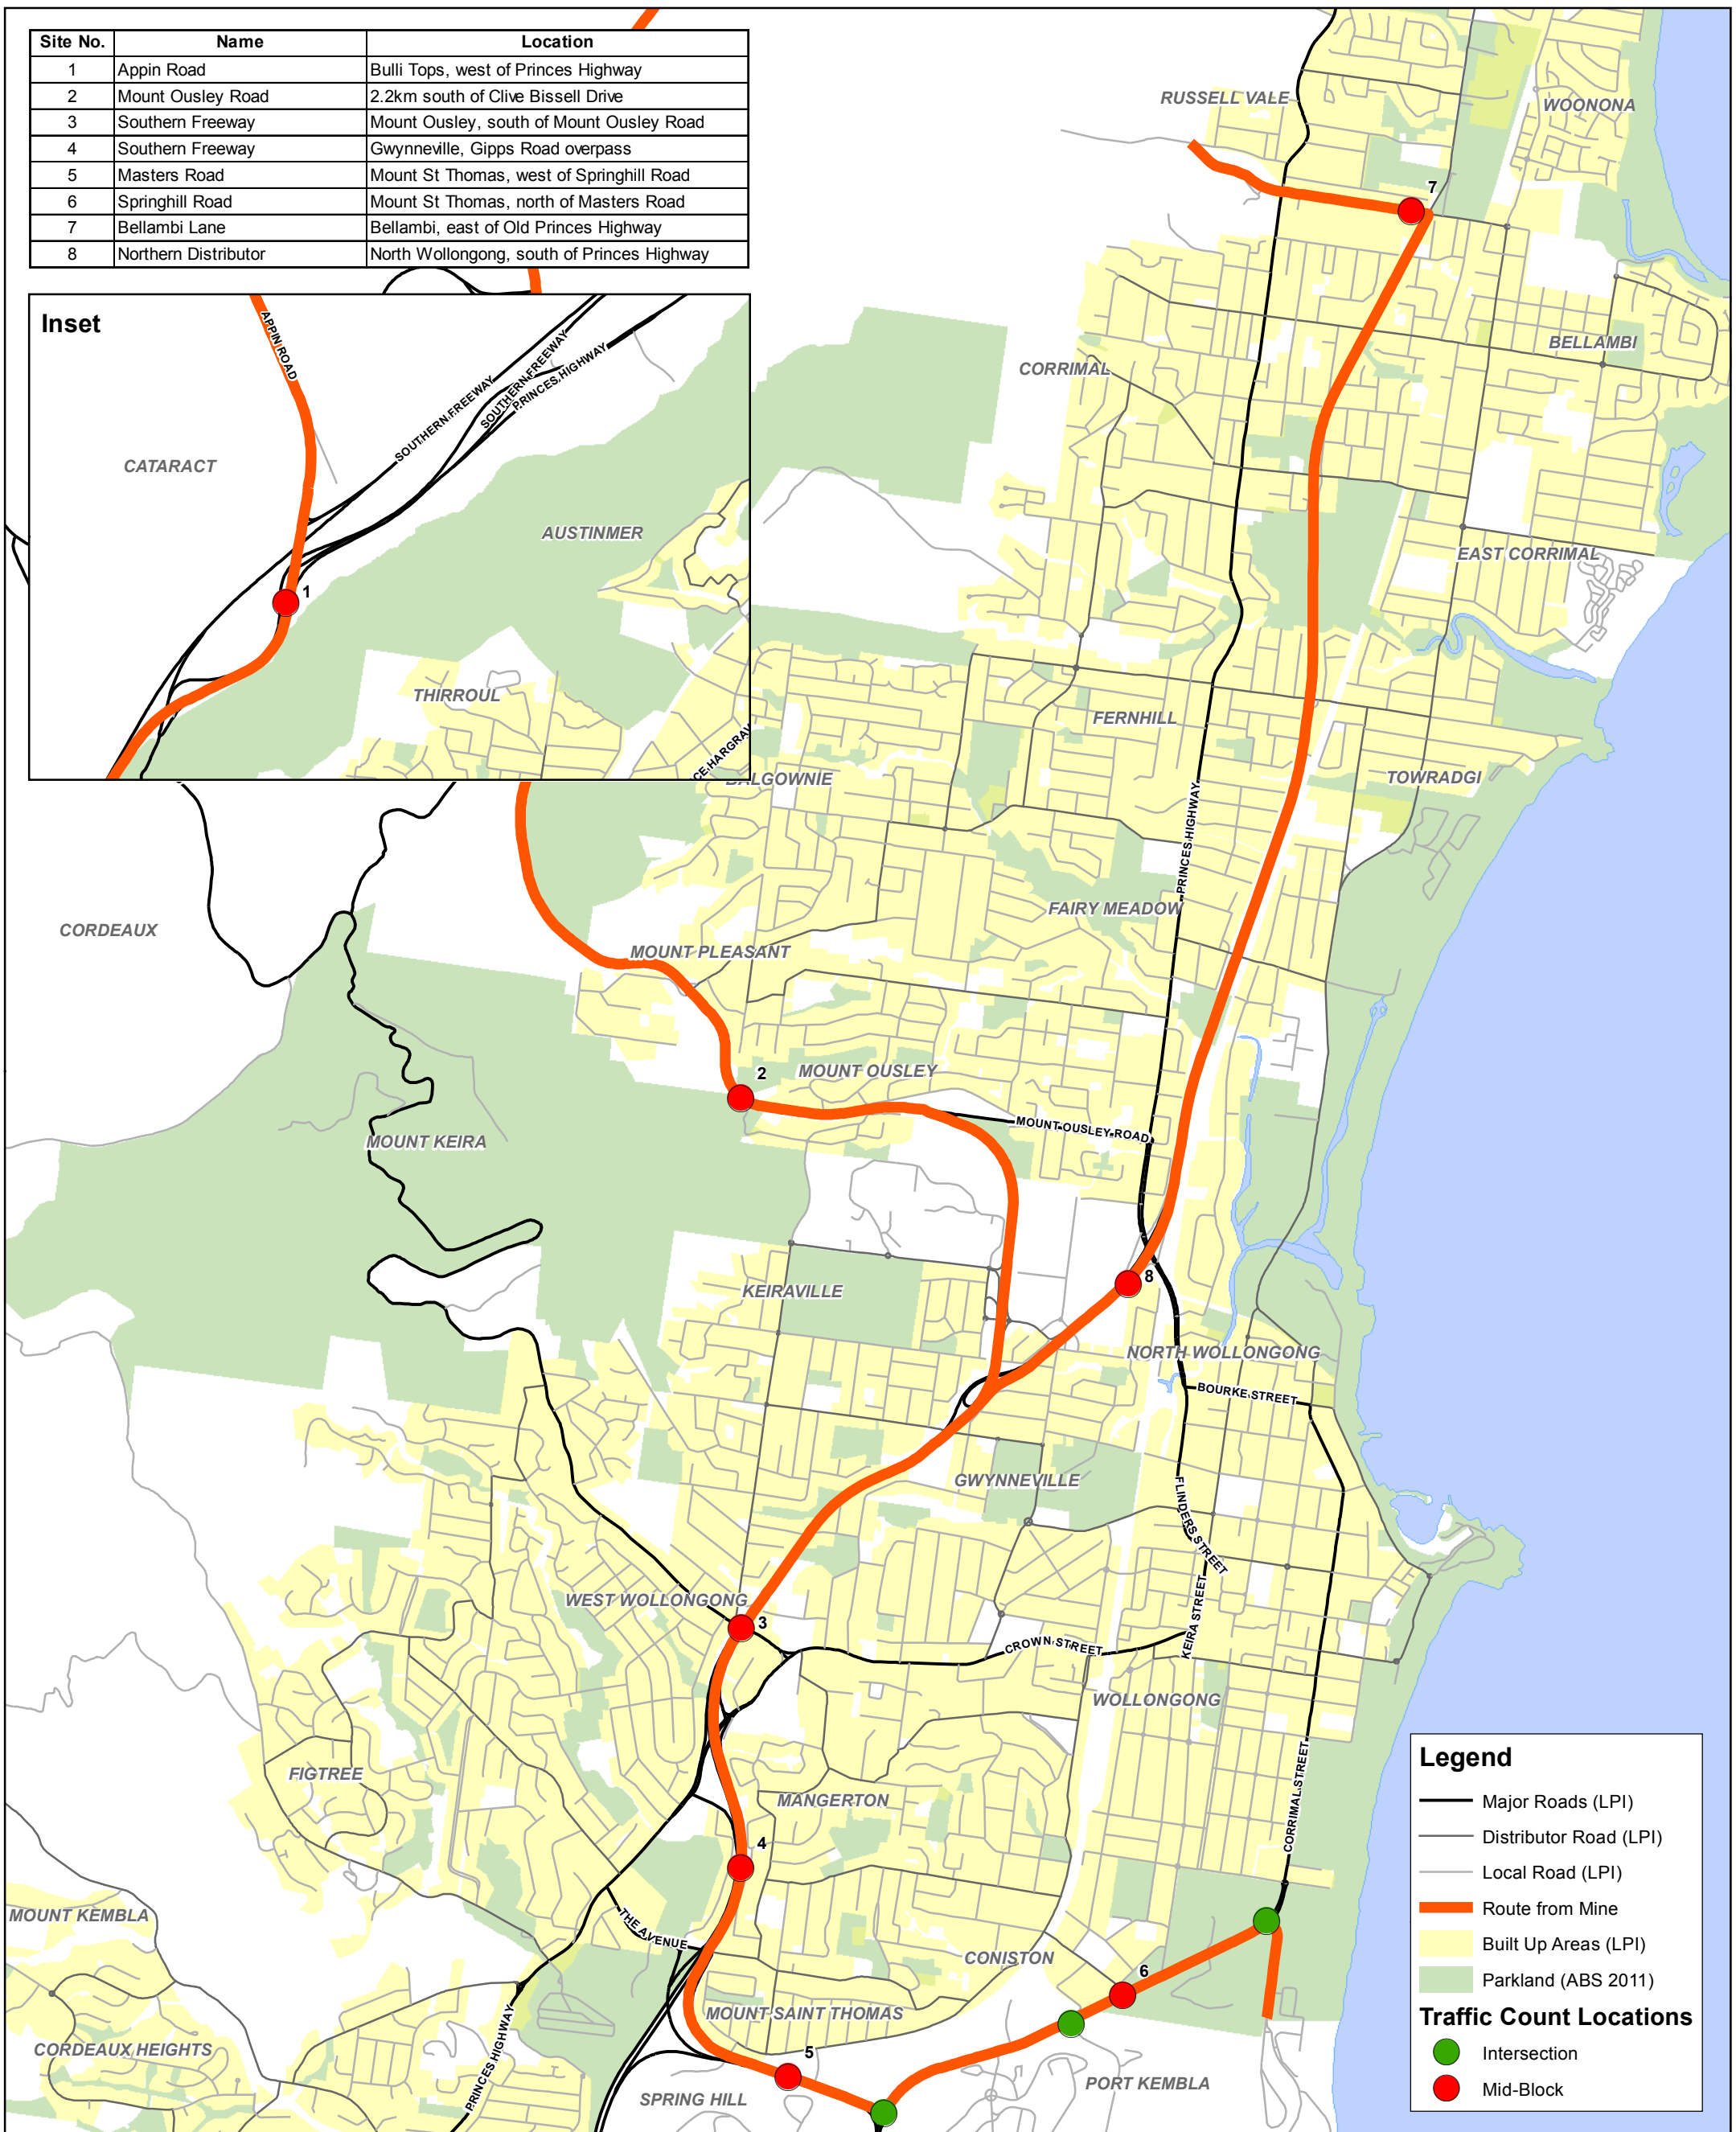 Site No. Name Location
1 Appin Road Bulli Tops, west of Princes Highway
2 Mount Ousley Road 2.2km south of Clive Bissell Drive
3 Southern Freeway Mount Ousley, south of Mount Ousley Road
4 Southern Freeway Gwynneville, Gipps Road overpass
5 Masters Road Mount St Thomas, west of Springhill Road
6 Springhill Road Mount St Thomas, north of Masters Road
7 Bellambi Lane Bellambi, east of Old Princes Highway
8 Northern Distributor North Wollongong, south of Princes Highway
RUSSELL VALE
WOONONA
7
Inset
APPIN ROAD
SOUTHERN FREEWAY
SOUTHERN FREEWAY
PRINCES HIGHWAY
CATARACT
AUSTINMER
1
THIRROUL
CE HARGRAV
BELLAMBI
CORRIMAL
EAST CORRIMAL
FERNHILL
TOWRADGI
BALGOWNIE
PRINCES HIGHWAY
FAIRY MEADOW
CORDEAUX
MOUNT PLEASANT
2
MOUNT OUSLEY
MOUNT OUSLEY ROAD
MOUNT KEIRA
8
KEIRAVILLE
NORTH WOLLONGONG
BOURKE STREET
GWYNNEVILLE
FLINDERS STREET
WEST WOLLONGONG
3
KEIRA STREET
CROWN STREET
WOLLONGONG
FIGTREE
MANGERTON
CORRIMAL STREET
4
MOUNT KEMBLA
THE AVENUE
CONISTON
6
MOUNT SAINT THOMAS
CORDEAUX HEIGHTS
PRINCES HIGHWAY
5
SPRING HILL
PORT KEMBLA
Legend
Major Roads (LPI)
Distributor Road (LPI)
Local Road (LPI)
Route from Mine
Built Up Areas (LPI)
Parkland (ABS 2011)
Traffic Count Locations
Intersection
Mid-Block